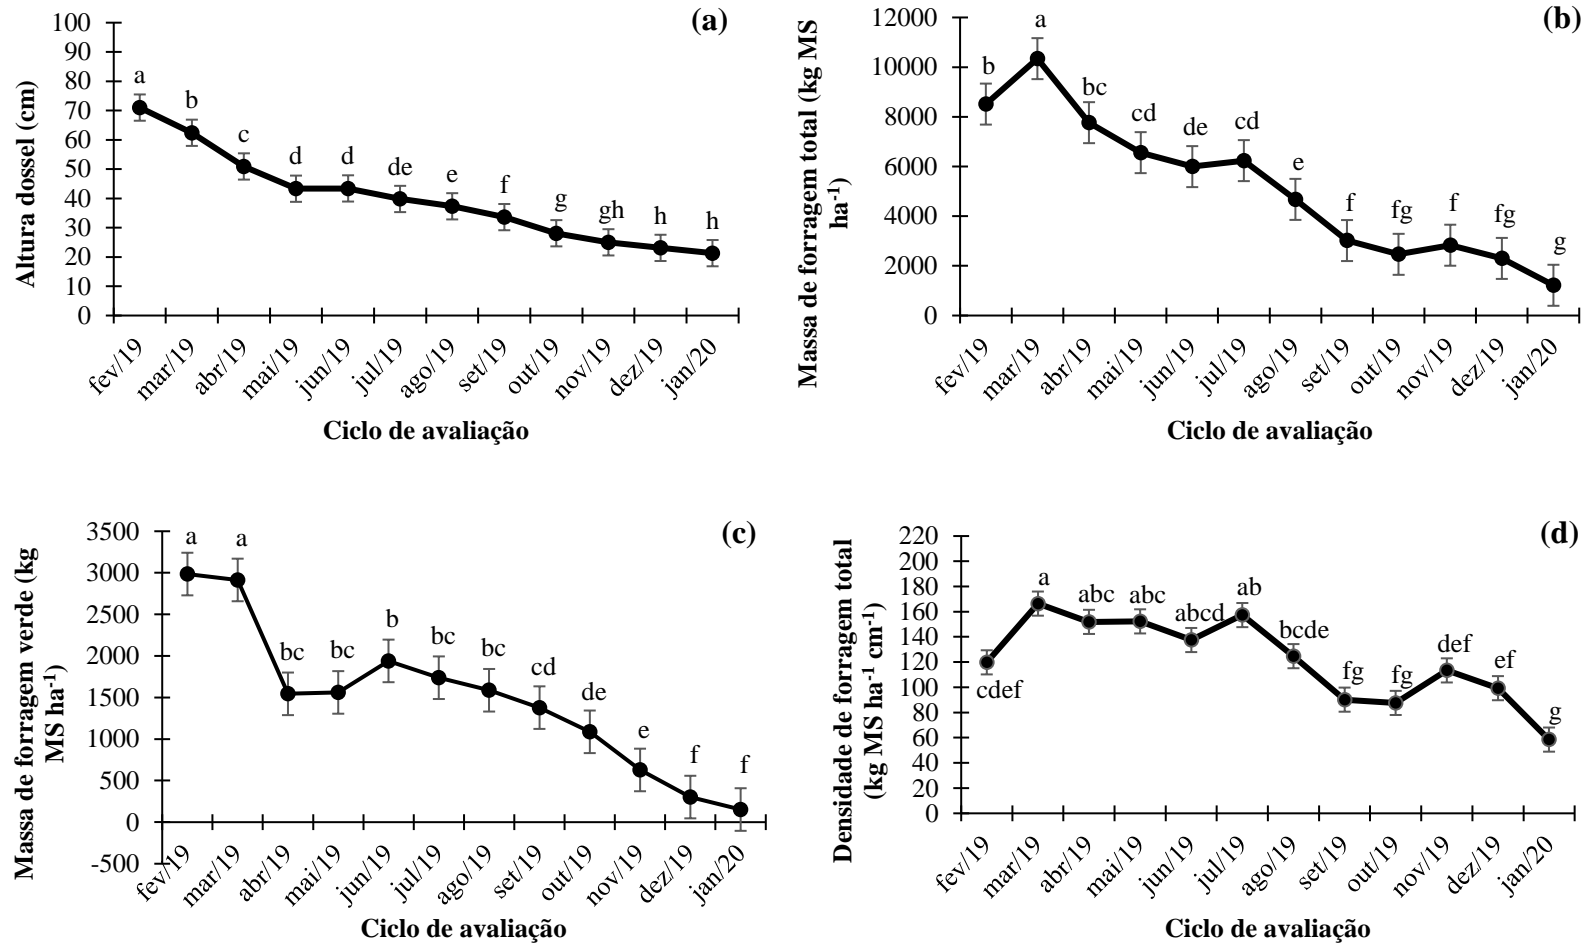 (a)
Altura dossel (cm)
100
90
80
70
60
50
40
30
20
10
0
a
b
c
d
d
de
e
f
g
gh
h
h
fev/19
mar/19
abr/19
mai/19
jun/19
jul/19
ago/19
set/19
out/19
nov/19
dez/19
jan/20
Ciclo de avaliação
(b)
Massa de forragem total (kg MS
ha⁻¹)
12000
10000
8000
6000
4000
2000
0
b
a
bc
cd
de
cd
e
f
fg
f
fg
g
fev/19
mar/19
abr/19
mai/19
jun/19
jul/19
ago/19
set/19
out/19
nov/19
dez/19
jan/20
Ciclo de avaliação
(c)
Massa de forragem verde (kg
MS ha⁻¹)
3500
3000
2500
2000
1500
1000
500
0
-500
a
a
bc
bc
b
bc
bc
cd
de
e
f
f
fev/19
mar/19
abr/19
mai/19
jun/19
jul/19
ago/19
set/19
out/19
nov/19
dez/19
jan/20
Ciclo de avaliação
(d)
Densidade de forragem total
(kg MS ha⁻¹ cm⁻¹)
220
200
180
160
140
120
100
80
60
40
20
0
cdef
a
abc
abc
abcd
ab
bcde
fg
fg
def
ef
g
fev/19
mar/19
abr/19
mai/19
jun/19
jul/19
ago/19
set/19
out/19
nov/19
dez/19
jan/20
Ciclo de avaliação